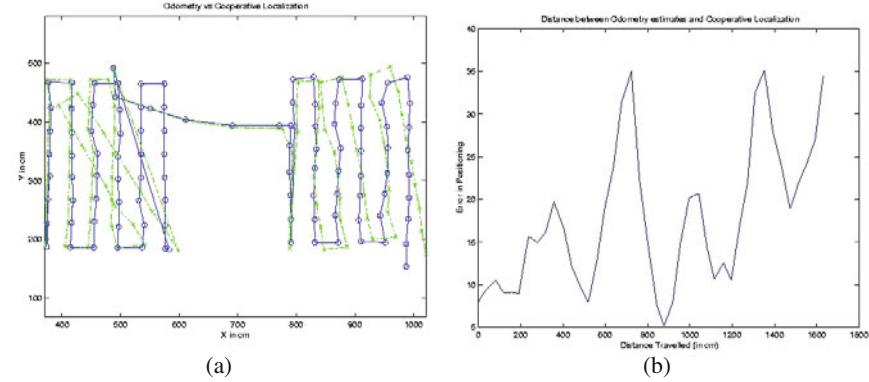 Odometry vs Cooperative Localization
Y in cm
500
400
300
200
100
400 500 600 700 800 900 1000
X in cm
(a)
Distance between Odometry estimates and Cooperative Localization
Error in Positioning
40
35
30
25
20
15
10
5
0 200 400 600 800 1000 1200 1400 1600 1800
Distance Travelled (in cm)
(b)